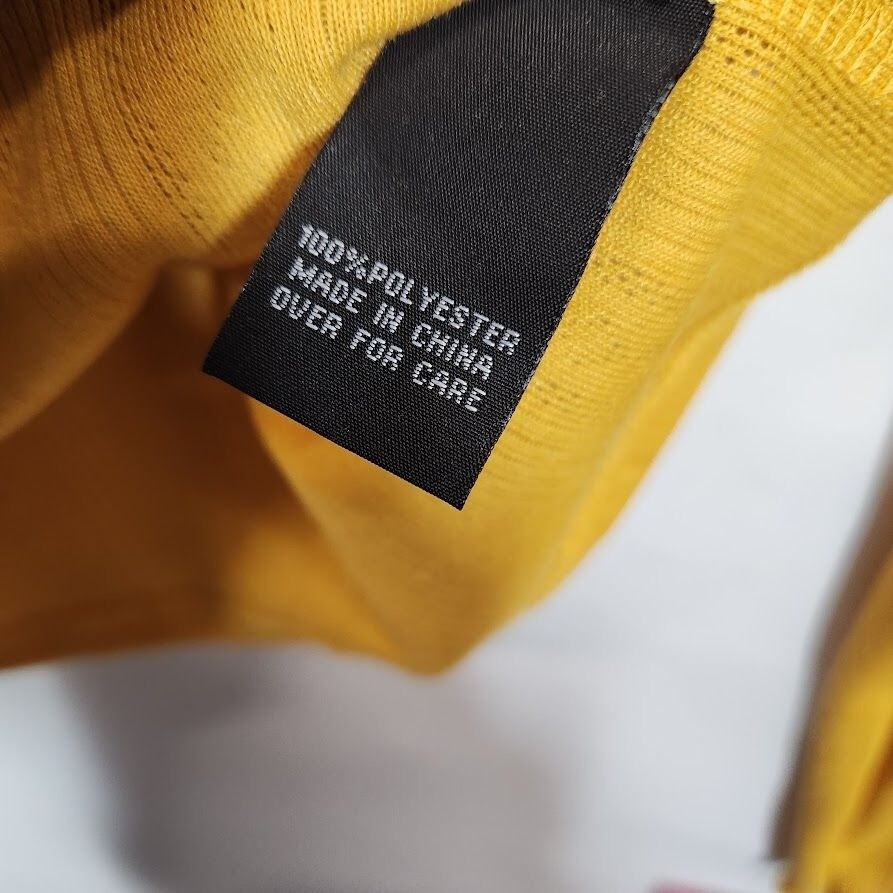 100%POLYESTER
MADE IN CHINA
OVER FOR CARE